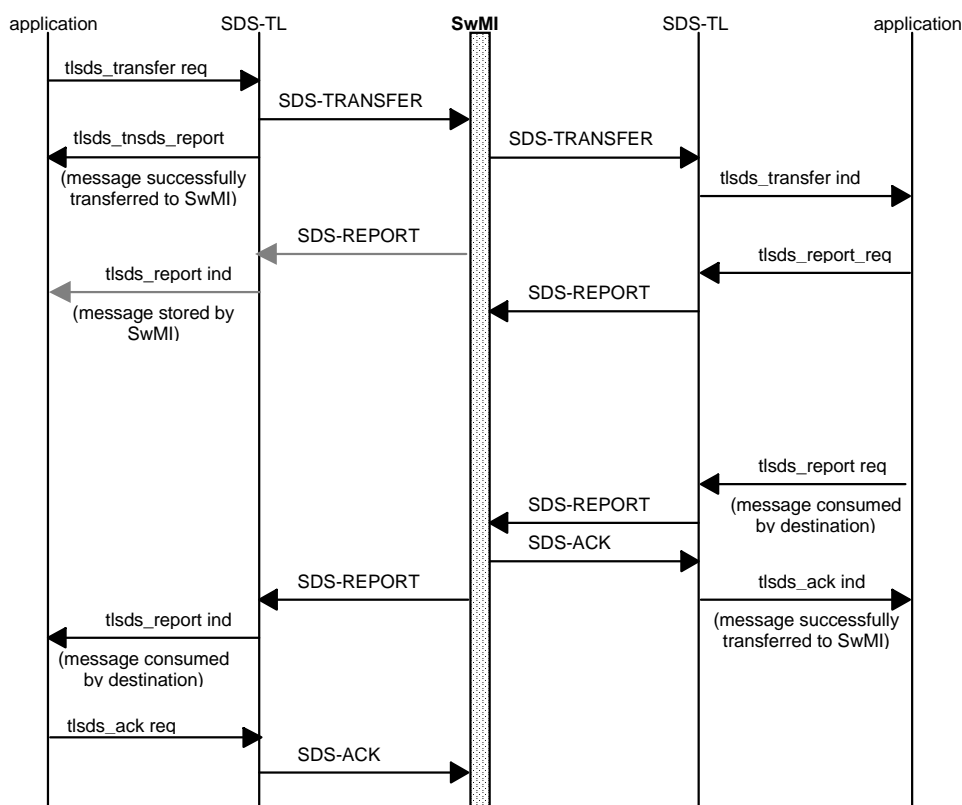 application
SDS-TL
SwMI
SDS-TL
application
tlsds_transfer req
SDS-TRANSFER
tlsds_tnsds_report
SDS-TRANSFER
(message successfully
transferred to SwMI)
tlsds_transfer ind
SDS-REPORT
tlsds_report_req
tlsds_report ind
SDS-REPORT
(message stored by
SwMI)
tlsds_report req
SDS-REPORT
(message consumed
by destination)
SDS-ACK
SDS-REPORT
tlsds_ack ind
tlsds_report ind
(message successfully
transferred to SwMI)
(message consumed
by destination)
tlsds_ack req
SDS-ACK